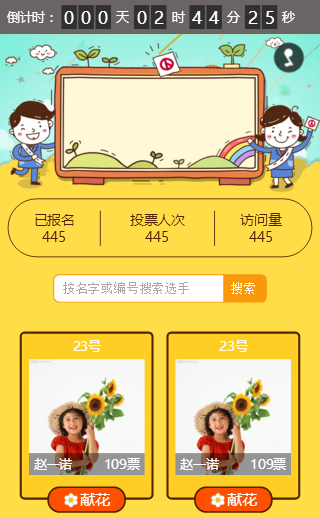 倒计时：000天02时44分25秒
已报名 投票人次 访问量
445 445 445
按名字或编号搜索选手 搜索
23号 23号
赵一诺 109票 赵一诺 109票
献花 献花